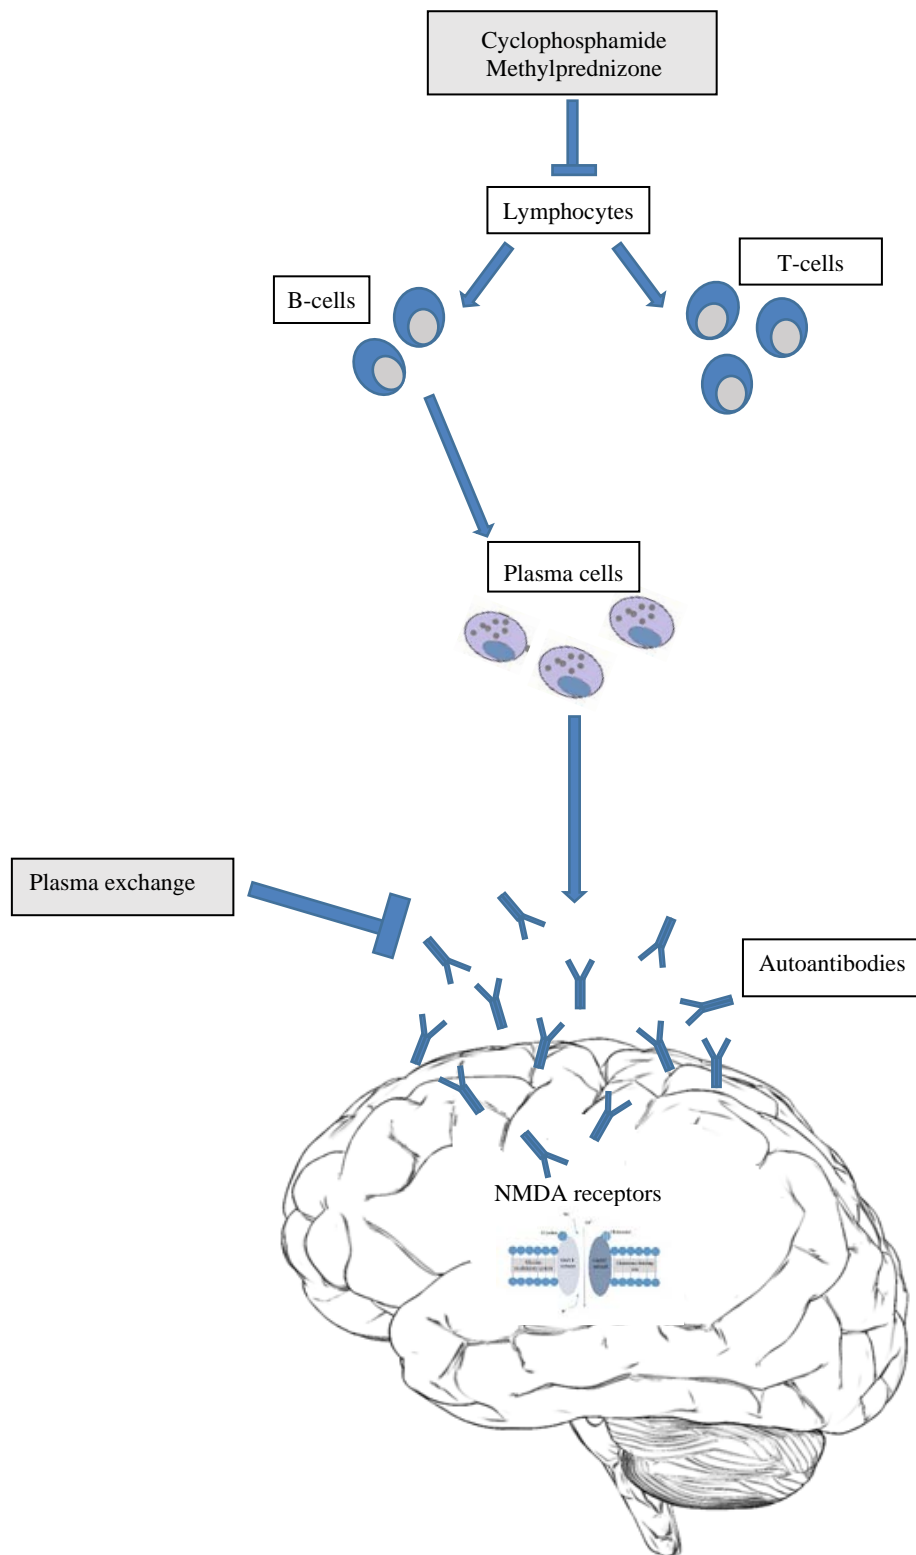 Cyclophosphamide
Methylprednizone
Lymphocytes
T-cells
B-cells
Plasma cells
Plasma exchange
Autoantibodies
NMDA receptors